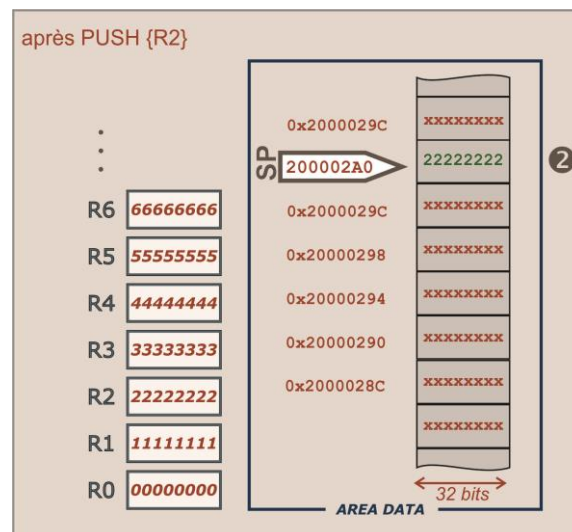 après PUSH {R2}
0x2000029C xxxxxxxx
SP 200002A0 22222222 2
R6 66666666 0x2000029C xxxxxxxx
R5 55555555 0x20000298 xxxxxxxx
R4 44444444 0x20000294 xxxxxxxx
R3 33333333 0x20000290 xxxxxxxx
R2 22222222 0x2000028C xxxxxxxx
R1 11111111 xxxxxxxx
R0 00000000 32 bits
AREA DATA